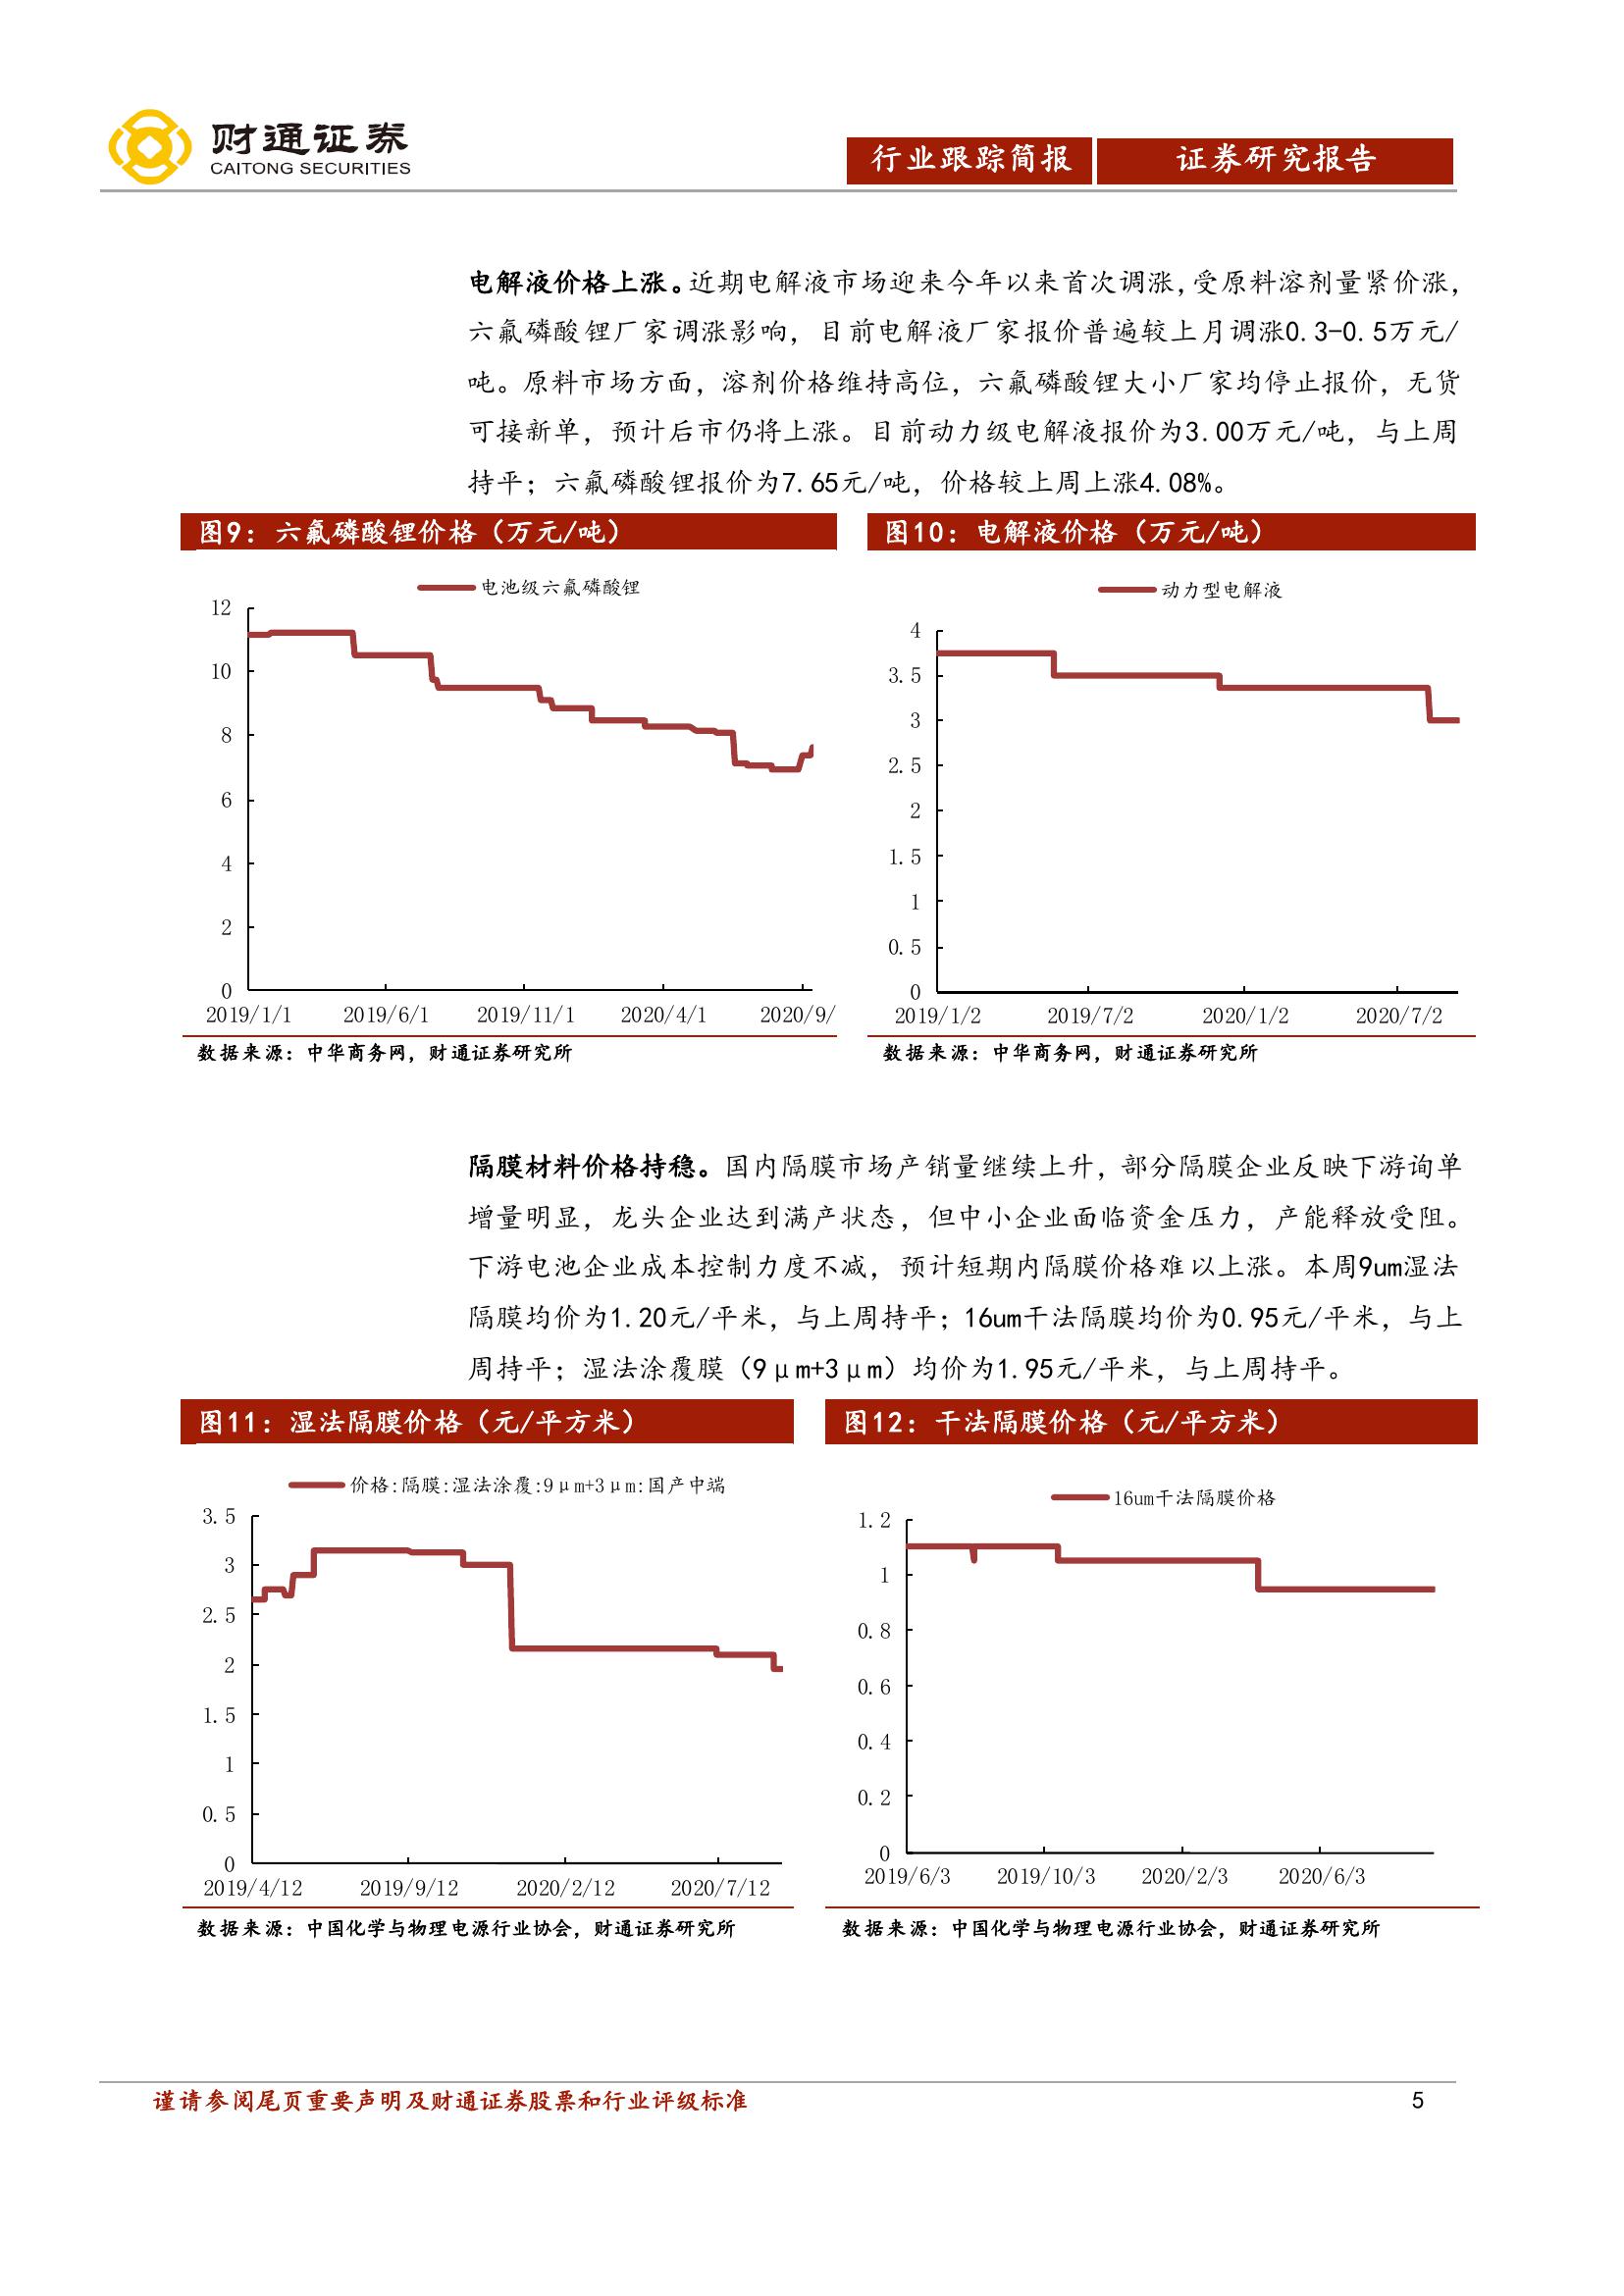 财通证券
CAITONG SECURITIES
行业跟踪简报 证券研究报告
电解液价格上涨。近期电解液市场迎来今年以来首次调涨，受原料溶剂量紧价涨，
六氟磷酸锂厂家调涨影响，目前电解液厂家报价普遍较上月调涨0.3-0.5万元/
吨。原料市场方面，溶剂价格维持高位，六氟磷酸锂大小厂家均停止报价，无货
可接新单，预计后市仍将上涨。目前动力级电解液报价为3.00万元/吨，与上周
持平；六氟磷酸锂报价为7.65元/吨，价格较上周上涨4.08%。
图9：六氟磷酸锂价格（万元/吨）
电池级六氟磷酸锂
12
10
8
6
4
2
0
2019/1/1 2019/6/1 2019/11/1 2020/4/1 2020/9/
数据来源：中华商务网，财通证券研究所
图10：电解液价格（万元/吨）
动力型电解液
4
3.5
3
2.5
2
1.5
1
0.5
0
2019/1/2 2019/7/2 2020/1/2 2020/7/2
数据来源：中华商务网，财通证券研究所
隔膜材料价格持稳。国内隔膜市场产销量继续上升，部分隔膜企业反映下游询单
增量明显，龙头企业达到满产状态，但中小企业面临资金压力，产能释放受阻。
下游电池企业成本控制力度不减，预计短期内隔膜价格难以上涨。本周9um湿法
隔膜均价为1.20元/平米，与上周持平；16um干法隔膜均价为0.95元/平米，与上
周持平；湿法涂覆膜（9μm+3μm）均价为1.95元/平米，与上周持平。
图11：湿法隔膜价格（元/平方米）
价格:隔膜:湿法涂覆:9μm+3μm:国产中端
3.5
3
2.5
2
1.5
1
0.5
0
2019/4/12 2019/9/12 2020/2/12 2020/7/12
数据来源：中国化学与物理电源行业协会，财通证券研究所
图12：干法隔膜价格（元/平方米）
16um干法隔膜价格
1.2
1
0.8
0.6
0.4
0.2
0
2019/6/3 2019/10/3 2020/2/3 2020/6/3
数据来源：中国化学与物理电源行业协会，财通证券研究所
谨请参阅尾页重要声明及财通证券股票和行业评级标准 5